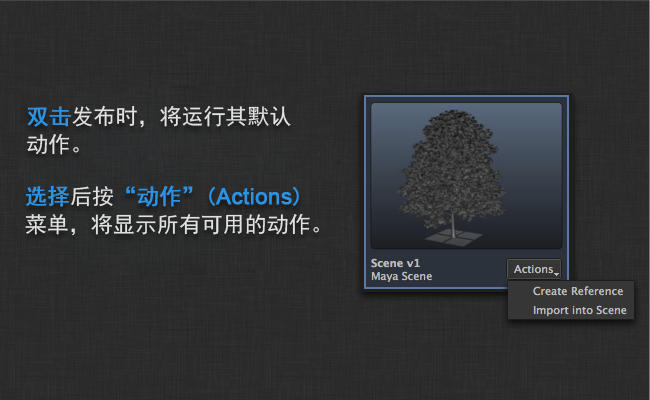 双击发布时，将运行其默认
动作。
选择后按“动作”（Actions）
菜单，将显示所有可用的动作。
Scene v1
Maya Scene
Actions
Create Reference
Import into Scene